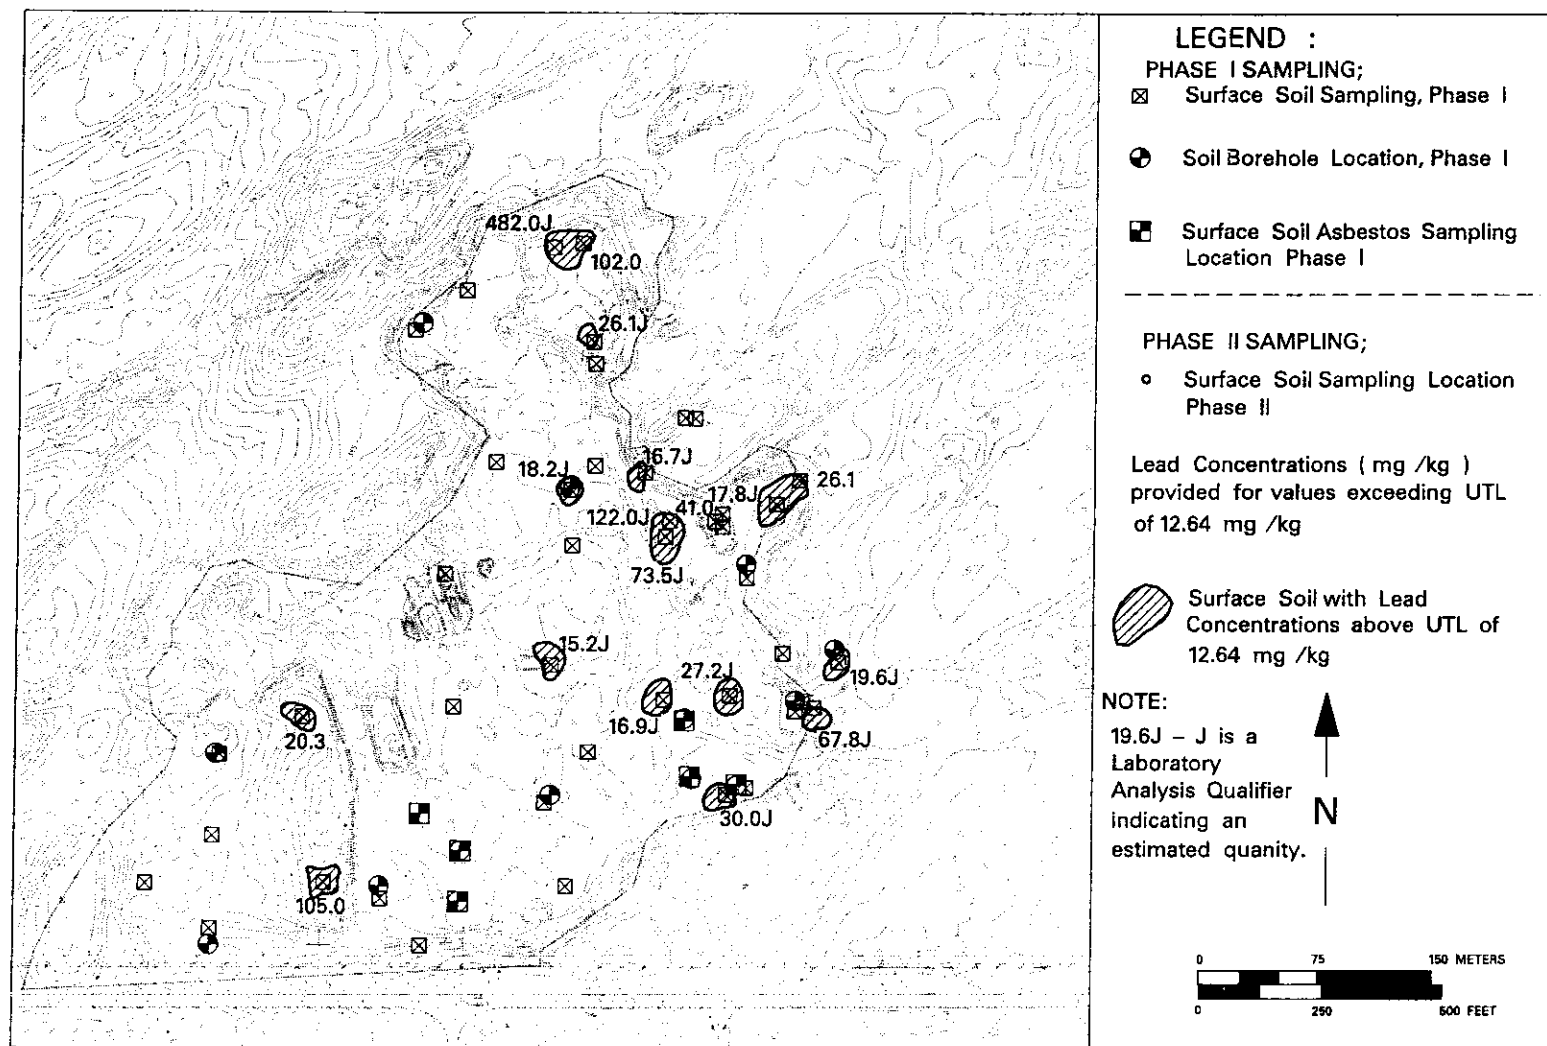 482.0J
102.0
26.1J
16.7J
18.2J
26.1
17.8J
41.0
122.0J
73.5J
15.2J
27.2J
19.6J
16.9J
67.8J
20.3
30.0J
105.0
LEGEND :
PHASE I SAMPLING;
Surface Soil Sampling, Phase I
Soil Borehole Location, Phase I
Surface Soil Asbestos Sampling
Location Phase I
PHASE II SAMPLING;
Surface Soil Sampling Location
Phase II
Lead Concentrations ( mg /kg )
provided for values exceeding UTL
of 12.64 mg /kg
Surface Soil with Lead
Concentrations above UTL of
12.64 mg /kg
NOTE:
19.6J – J is a
Laboratory
Analysis Qualifier
indicating an
estimated quanity.
N
0 75 150 METERS
0 250 500 FEET